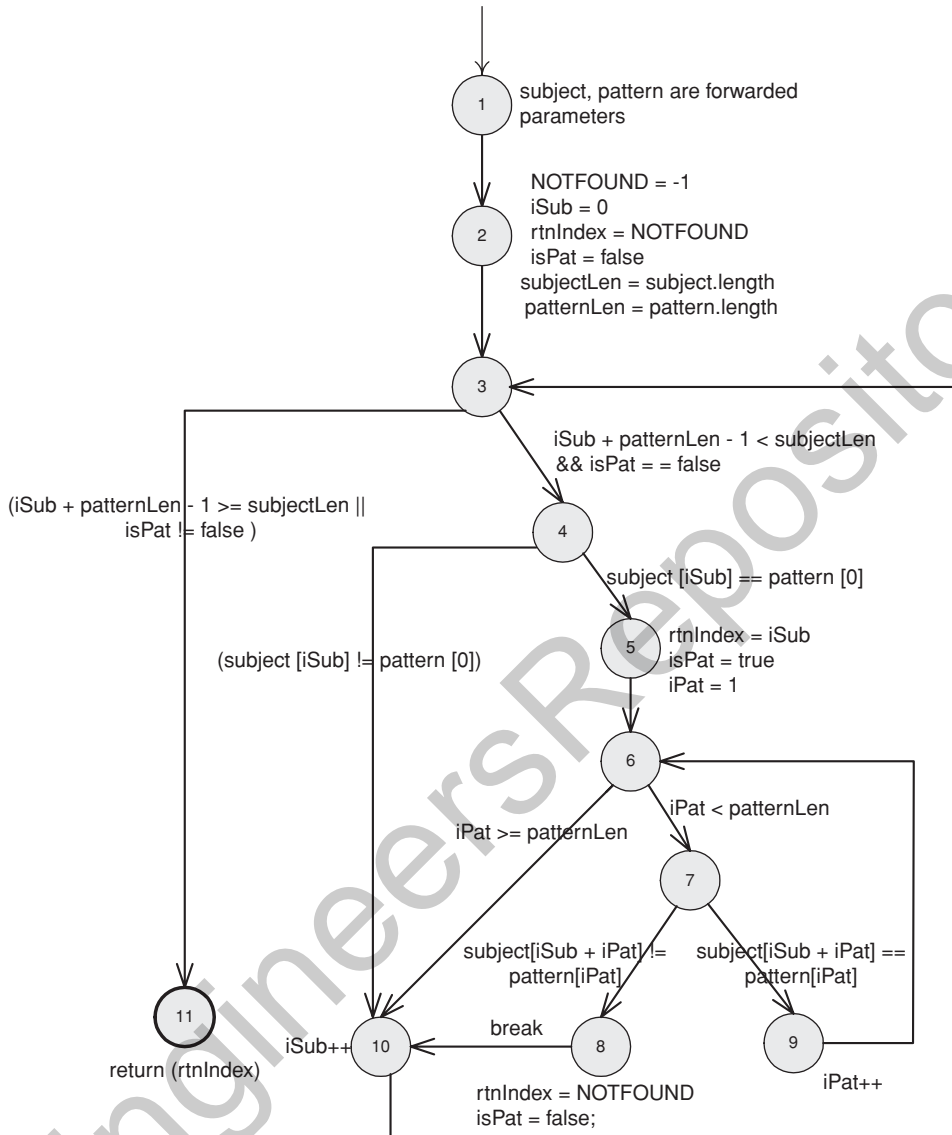 1
subject, pattern are forwarded
parameters
2
NOTFOUND = -1
iSub = 0
rtnIndex = NOTFOUND
isPat = false
subjectLen = subject.length
patternLen = pattern.length
3
iSub + patternLen - 1 < subjectLen
&& isPat = = false
(iSub + patternLen - 1 >= subjectLen ||
isPat != false )
4
subject [iSub] == pattern [0]
(subject [iSub] != pattern [0])
5
rtnIndex = iSub
isPat = true
iPat = 1
6
iPat >= patternLen
iPat < patternLen
7
subject[iSub + iPat] !=
pattern[iPat]
subject[iSub + iPat] ==
pattern[iPat]
11
return (rtnIndex)
iSub++
10
break
8
rtnIndex = NOTFOUND
isPat = false;
9
iPat++